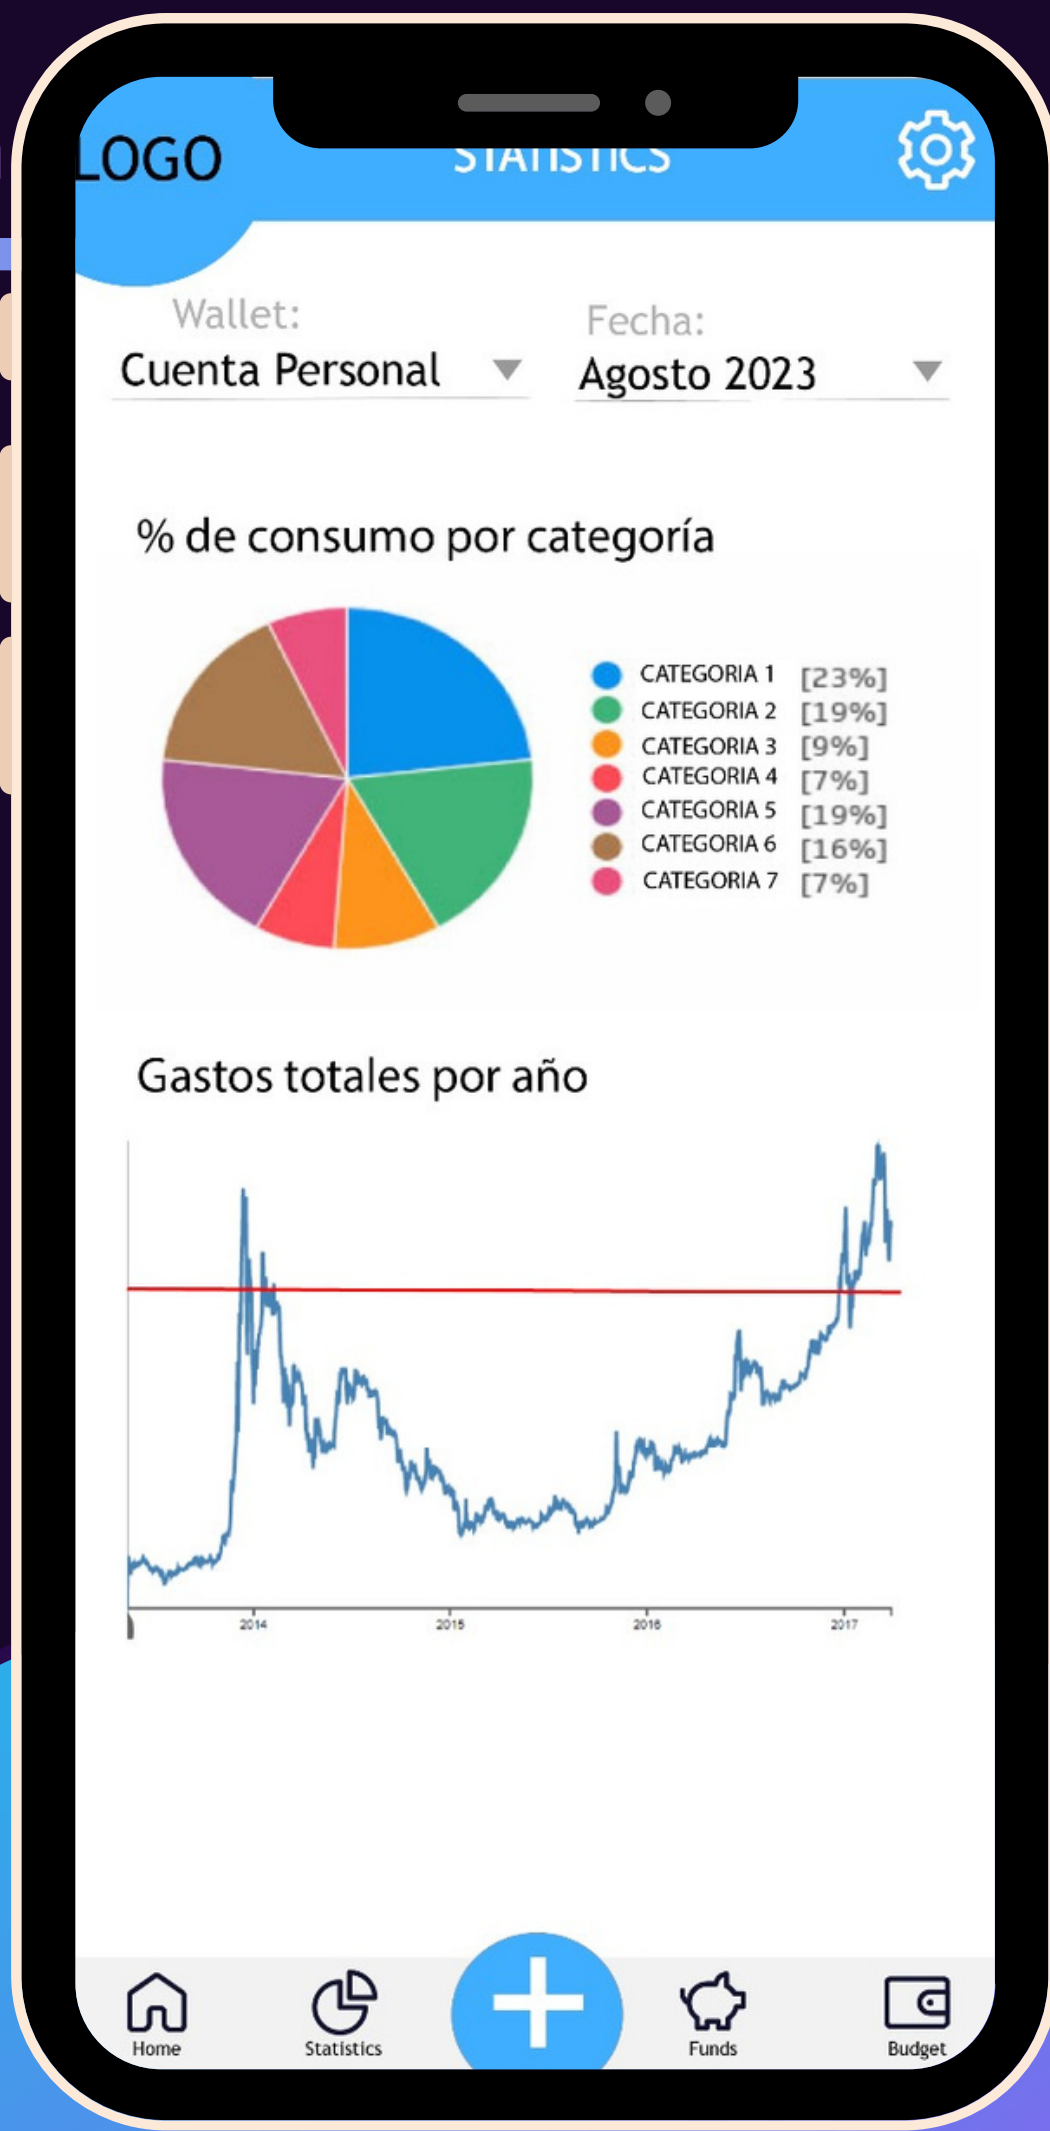 LOGO
STATISTICS
Wallet:
Fecha:
Cuenta Personal
Agosto 2023
% de consumo por categoría
CATEGORIA 1 [23%]
CATEGORIA 2 [19%]
CATEGORIA 3 [9%]
CATEGORIA 4 [7%]
CATEGORIA 5 [19%]
CATEGORIA 6 [16%]
CATEGORIA 7 [7%]
Gastos totales por año
2014 2015 2016 2017
Home Statistics Funds Budget